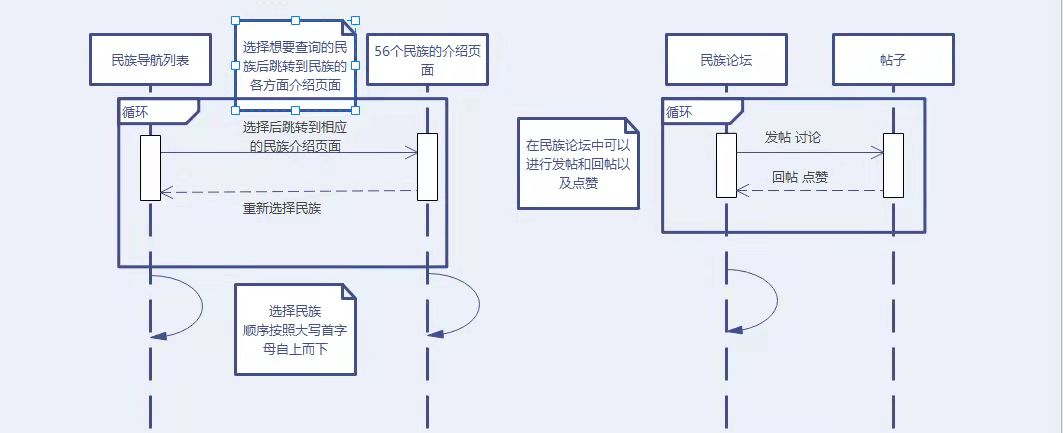 民族导航列表
选择想要查询的民
族后跳转到民族的
各方面介绍页面
56个民族的介绍页
面
民族论坛
帖子
循环
选择后跳转到相应
的民族介绍页面
重新选择民族
在民族论坛中可以
进行发帖和回帖以
及点赞
循环
发帖 讨论
回帖 点赞
选择民族
顺序按照大写首字
母自上而下